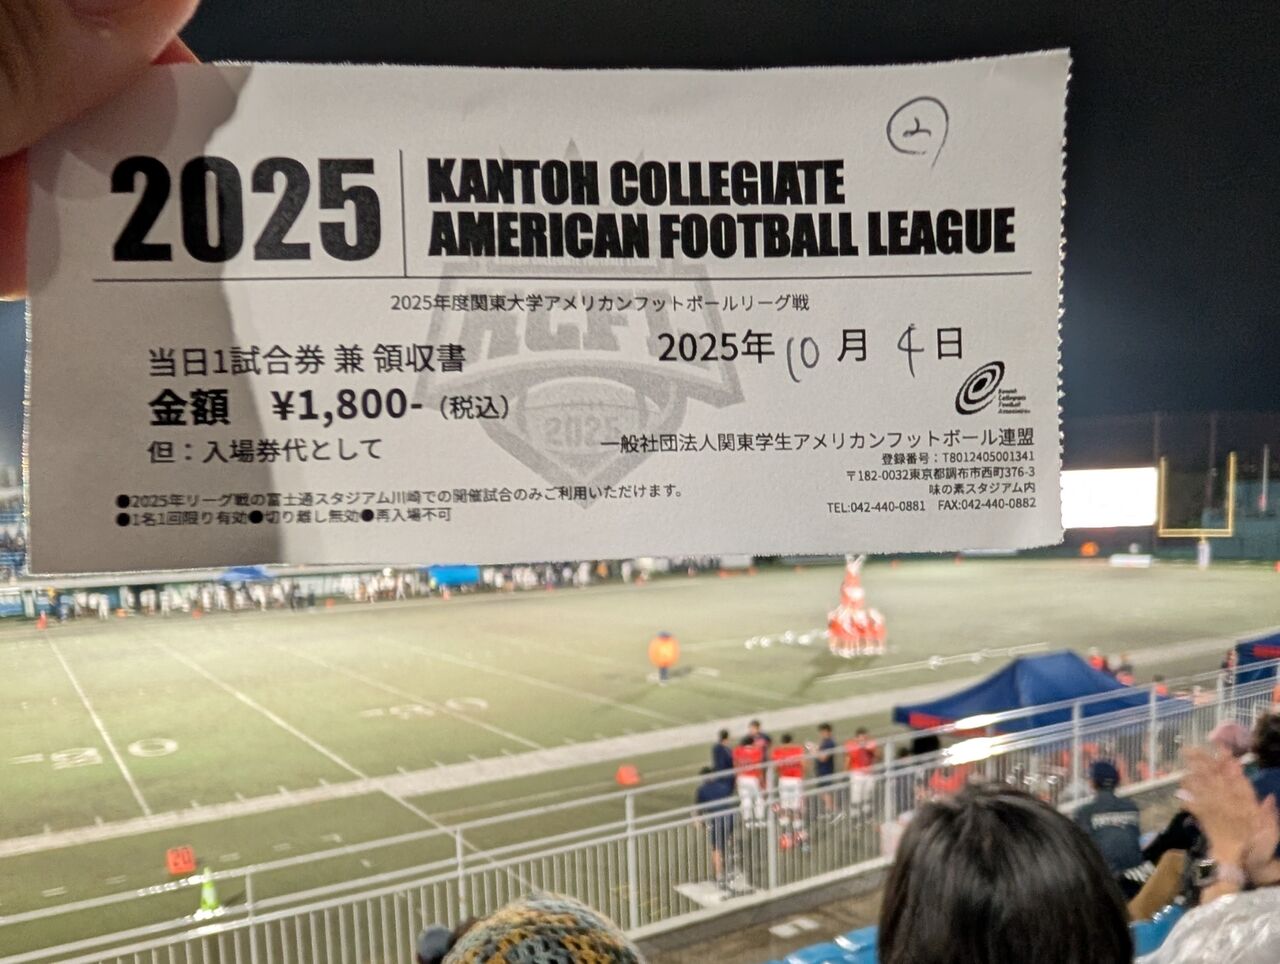 2
2025
KANTOH COLLEGIATE
AMERICAN FOOTBALL LEAGUE
2025年度関東大学アメリカンフットボールリーグ戦
2025年10月4日
当日1試合券 兼 領収書
金額 ¥1,800-（税込）
但：入場券代として
KCFA
2025
Kantoh
Collegiate
Football
Association
一般社団法人関東学生アメリカンフットボール連盟
登録番号：T8012405001341
〒182-0032東京都調布市西町376-3
味の素スタジアム内
TEL:042-440-0881 FAX:042-440-0882
●2025年リーグ戦の富士通スタジアム川崎での開催試合のみご利用いただけます。
●1名1回限り有効●切り離し無効●再入場不可
20